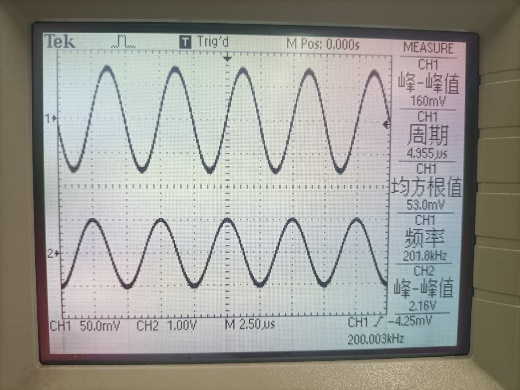 Tek T Trig'd M Pos: 0.000s MEASURE
CH1
峰-峰值
160mV
CH1
周期
4.955µs
CH1
均方根值
53.0mV
CH1
频率
201.8kHz
CH2
峰-峰值
2.16V
1
2
CH1 50.0mV CH2 1.00V M 2.50µs CH1 -4.25mV
200.003kHz